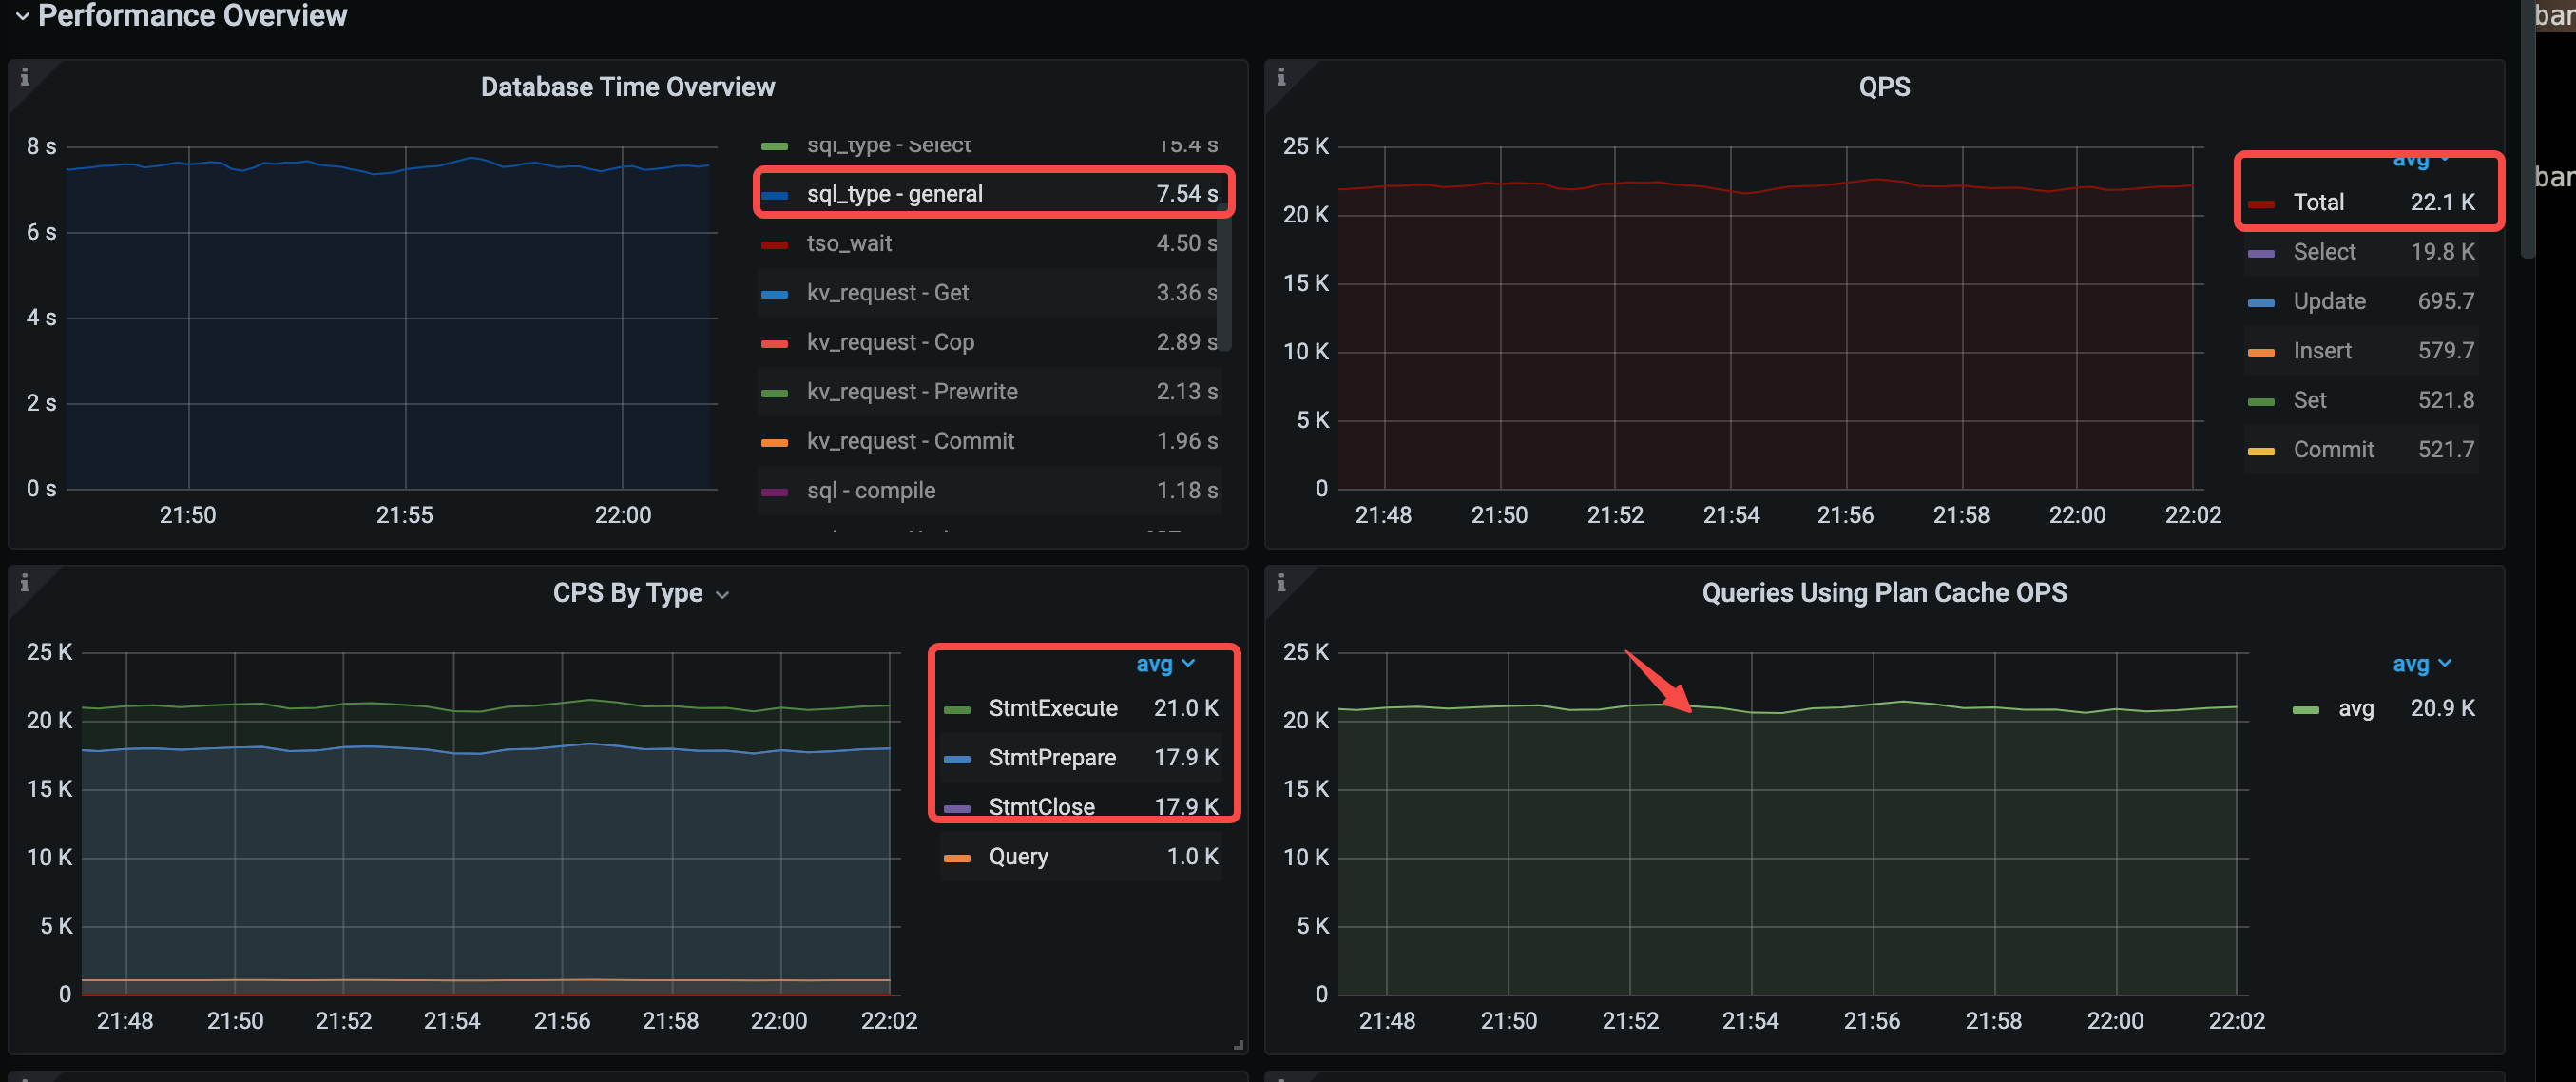 Performance Overview
Database Time Overview
8 s
6 s
4 s
2 s
0 s
21:50 21:55 22:00
sql_type - Select 15.4 s
sql_type - general 7.54 s
tso_wait 4.50 s
kv_request - Get 3.36 s
kv_request - Cop 2.89 s
kv_request - Prewrite 2.13 s
kv_request - Commit 1.96 s
sql - compile 1.18 s
QPS
25 K
20 K
15 K
10 K
5 K
0
21:48 21:50 21:52 21:54 21:56 21:58 22:00 22:02
avg
Total 22.1 K
Select 19.8 K
Update 695.7
Insert 579.7
Set 521.8
Commit 521.7
bar
bar
CPS By Type
25 K
20 K
15 K
10 K
5 K
0
21:48 21:50 21:52 21:54 21:56 21:58 22:00 22:02
avg
StmtExecute 21.0 K
StmtPrepare 17.9 K
StmtClose 17.9 K
Query 1.0 K
Queries Using Plan Cache OPS
25 K
20 K
15 K
10 K
5 K
0
21:48 21:50 21:52 21:54 21:56 21:58 22:00 22:02
avg
avg 20.9 K